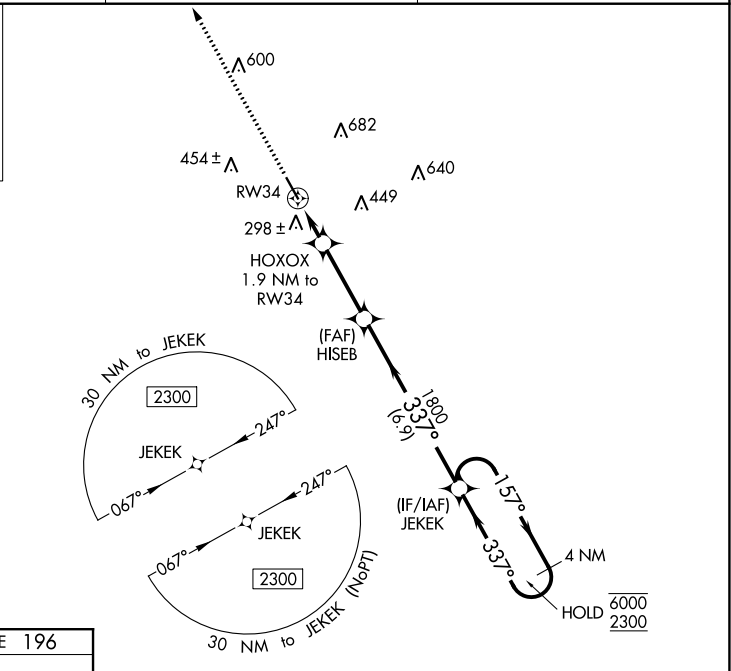 600
682
454 ±
640
RW34
449
298 ±
HOXOX
1.9 NM to
RW34
(FAF)
HISEB
30 NM to JEKEK
2300
247°
JEKEK
067°
1800
337°
(6.9)
247°
(IF/IAF)
JEKEK
157°
JEKEK
337°
067°
4 NM
2300
HOLD 6000
2300
30 NM to JEKEK (NoPT)
E 196